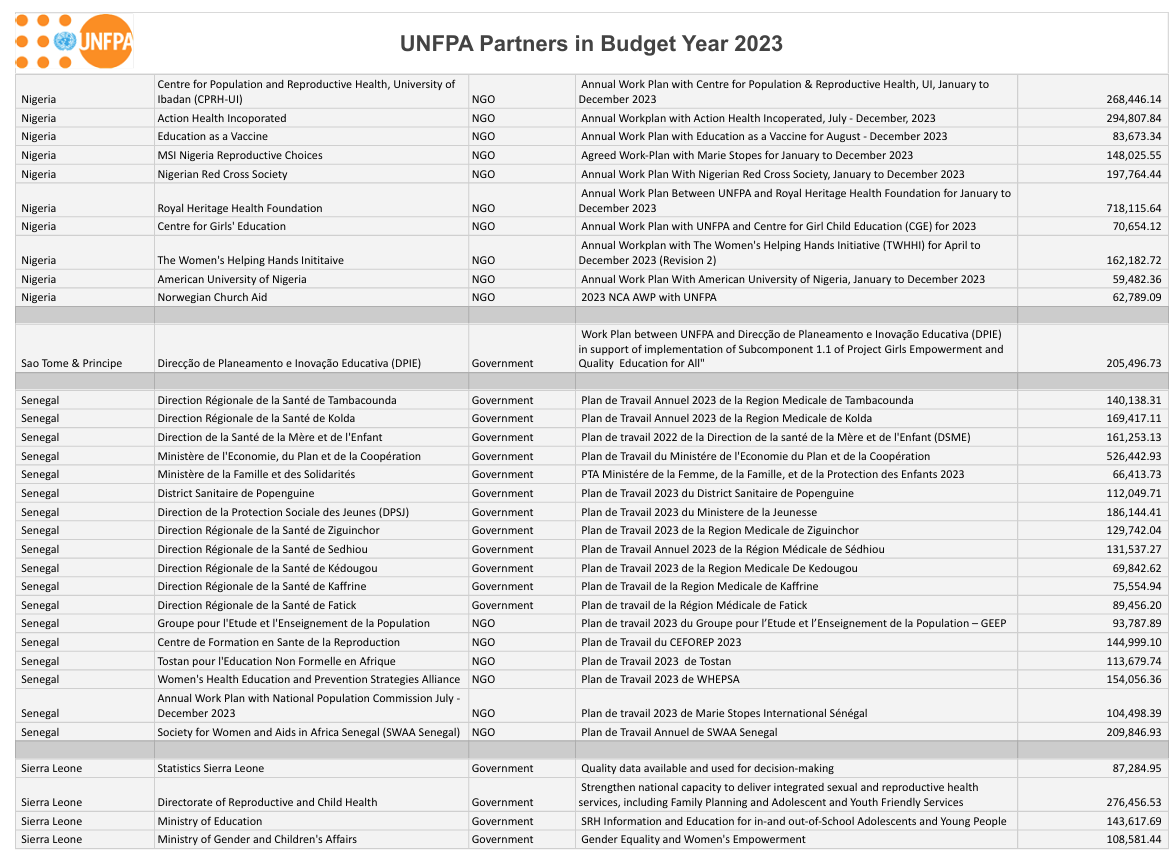 UNFPA
UNFPA Partners in Budget Year 2023
Centre for Population and Reproductive Health, University of Annual Work Plan with Centre for Population & Reproductive Health, UI, January to
Nigeria Ibadan (CPRH-UI) NGO December 2023 268,446.14
Nigeria Action Health Incoporated NGO Annual Workplan with Action Health Incoperated, July - December, 2023 294,807.84
Nigeria Education as a Vaccine NGO Annual Work Plan with Education as a Vaccine for August - December 2023 83,673.34
Nigeria MSI Nigeria Reproductive Choices NGO Agreed Work-Plan with Marie Stopes for January to December 2023 148,025.55
Nigeria Nigerian Red Cross Society NGO Annual Work Plan With Nigerian Red Cross Society, January to December 2023 197,764.44
Annual Work Plan Between UNFPA and Royal Heritage Health Foundation for January to
Nigeria Royal Heritage Health Foundation NGO December 2023 718,115.64
Nigeria Centre for Girls' Education NGO Annual Work Plan with UNFPA and Centre for Girl Child Education (CGE) for 2023 70,654.12
Annual Workplan with The Women's Helping Hands Initiative (TWHHI) for April to
Nigeria The Women's Helping Hands Inititaive NGO December 2023 (Revision 2) 162,182.72
Nigeria American University of Nigeria NGO Annual Work Plan With American University of Nigeria, January to December 2023 59,482.36
Nigeria Norwegian Church Aid NGO 2023 NCA AWP with UNFPA 62,789.09
Work Plan between UNFPA and Direcção de Planeamento e Inovação Educativa (DPIE)
in support of implementation of Subcomponent 1.1 of Project Girls Empowerment and
Sao Tome & Principe Direcção de Planeamento e Inovação Educativa (DPIE) Government Quality Education for All" 205,496.73
Senegal Direction Régionale de la Santé de Tambacounda Government Plan de Travail Annuel 2023 de la Region Medicale de Tambacounda 140,138.31
Senegal Direction Régionale de la Santé de Kolda Government Plan de Travail Annuel 2023 de la Region Medicale de Kolda 169,417.11
Senegal Direction de la Santé de la Mère et de l'Enfant Government Plan de travail 2022 de la Direction de la santé de la Mère et de l'Enfant (DSME) 161,253.13
Senegal Ministère de l'Economie, du Plan et de la Coopération Government Plan de Travail du Ministére de l'Economie du Plan et de la Coopération 526,442.93
Senegal Ministère de la Famille et des Solidarités Government PTA Ministére de la Femme, de la Famille, et de la Protection des Enfants 2023 66,413.73
Senegal District Sanitaire de Popenguine Government Plan de Travail 2023 du District Sanitaire de Popenguine 112,049.71
Senegal Direction de la Protection Sociale des Jeunes (DPSJ) Government Plan de Travail 2023 du Ministere de la Jeunesse 186,144.41
Senegal Direction Régionale de la Santé de Ziguinchor Government Plan de Travail 2023 de la Region Medicale de Ziguinchor 129,742.04
Senegal Direction Régionale de la Santé de Sedhiou Government Plan de Travail Annuel 2023 de la Région Médicale de Sédhiou 131,537.27
Senegal Direction Régionale de la Santé de Kédougou Government Plan de Travail 2023 de la Region Medicale De Kedougou 69,842.62
Senegal Direction Régionale de la Santé de Kaffrine Government Plan de Travail de la Region Medicale de Kaffrine 75,554.94
Senegal Direction Régionale de la Santé de Fatick Government Plan de travail de la Région Médicale de Fatick 89,456.20
Senegal Groupe pour l'Etude et l'Enseignement de la Population NGO Plan de travail 2023 du Groupe pour l’Etude et l’Enseignement de la Population – GEEP 93,787.89
Senegal Centre de Formation en Sante de la Reproduction NGO Plan de Travail du CEFOREP 2023 144,999.10
Senegal Tostan pour l'Education Non Formelle en Afrique NGO Plan de Travail 2023 de Tostan 113,679.74
Senegal Women's Health Education and Prevention Strategies Alliance NGO Plan de Travail 2023 de WHEPSA 154,056.36
Annual Work Plan with National Population Commission July -
Senegal December 2023 NGO Plan de travail 2023 de Marie Stopes International Sénégal 104,498.39
Senegal Society for Women and Aids in Africa Senegal (SWAA Senegal) NGO Plan de Travail Annuel de SWAA Senegal 209,846.93
Sierra Leone Statistics Sierra Leone Government Quality data available and used for decision-making 87,284.95
Strengthen national capacity to deliver integrated sexual and reproductive health
Sierra Leone Directorate of Reproductive and Child Health Government services, including Family Planning and Adolescent and Youth Friendly Services 276,456.53
Sierra Leone Ministry of Education Government SRH Information and Education for in-and out-of-School Adolescents and Young People 143,617.69
Sierra Leone Ministry of Gender and Children's Affairs Government Gender Equality and Women's Empowerment 108,581.44